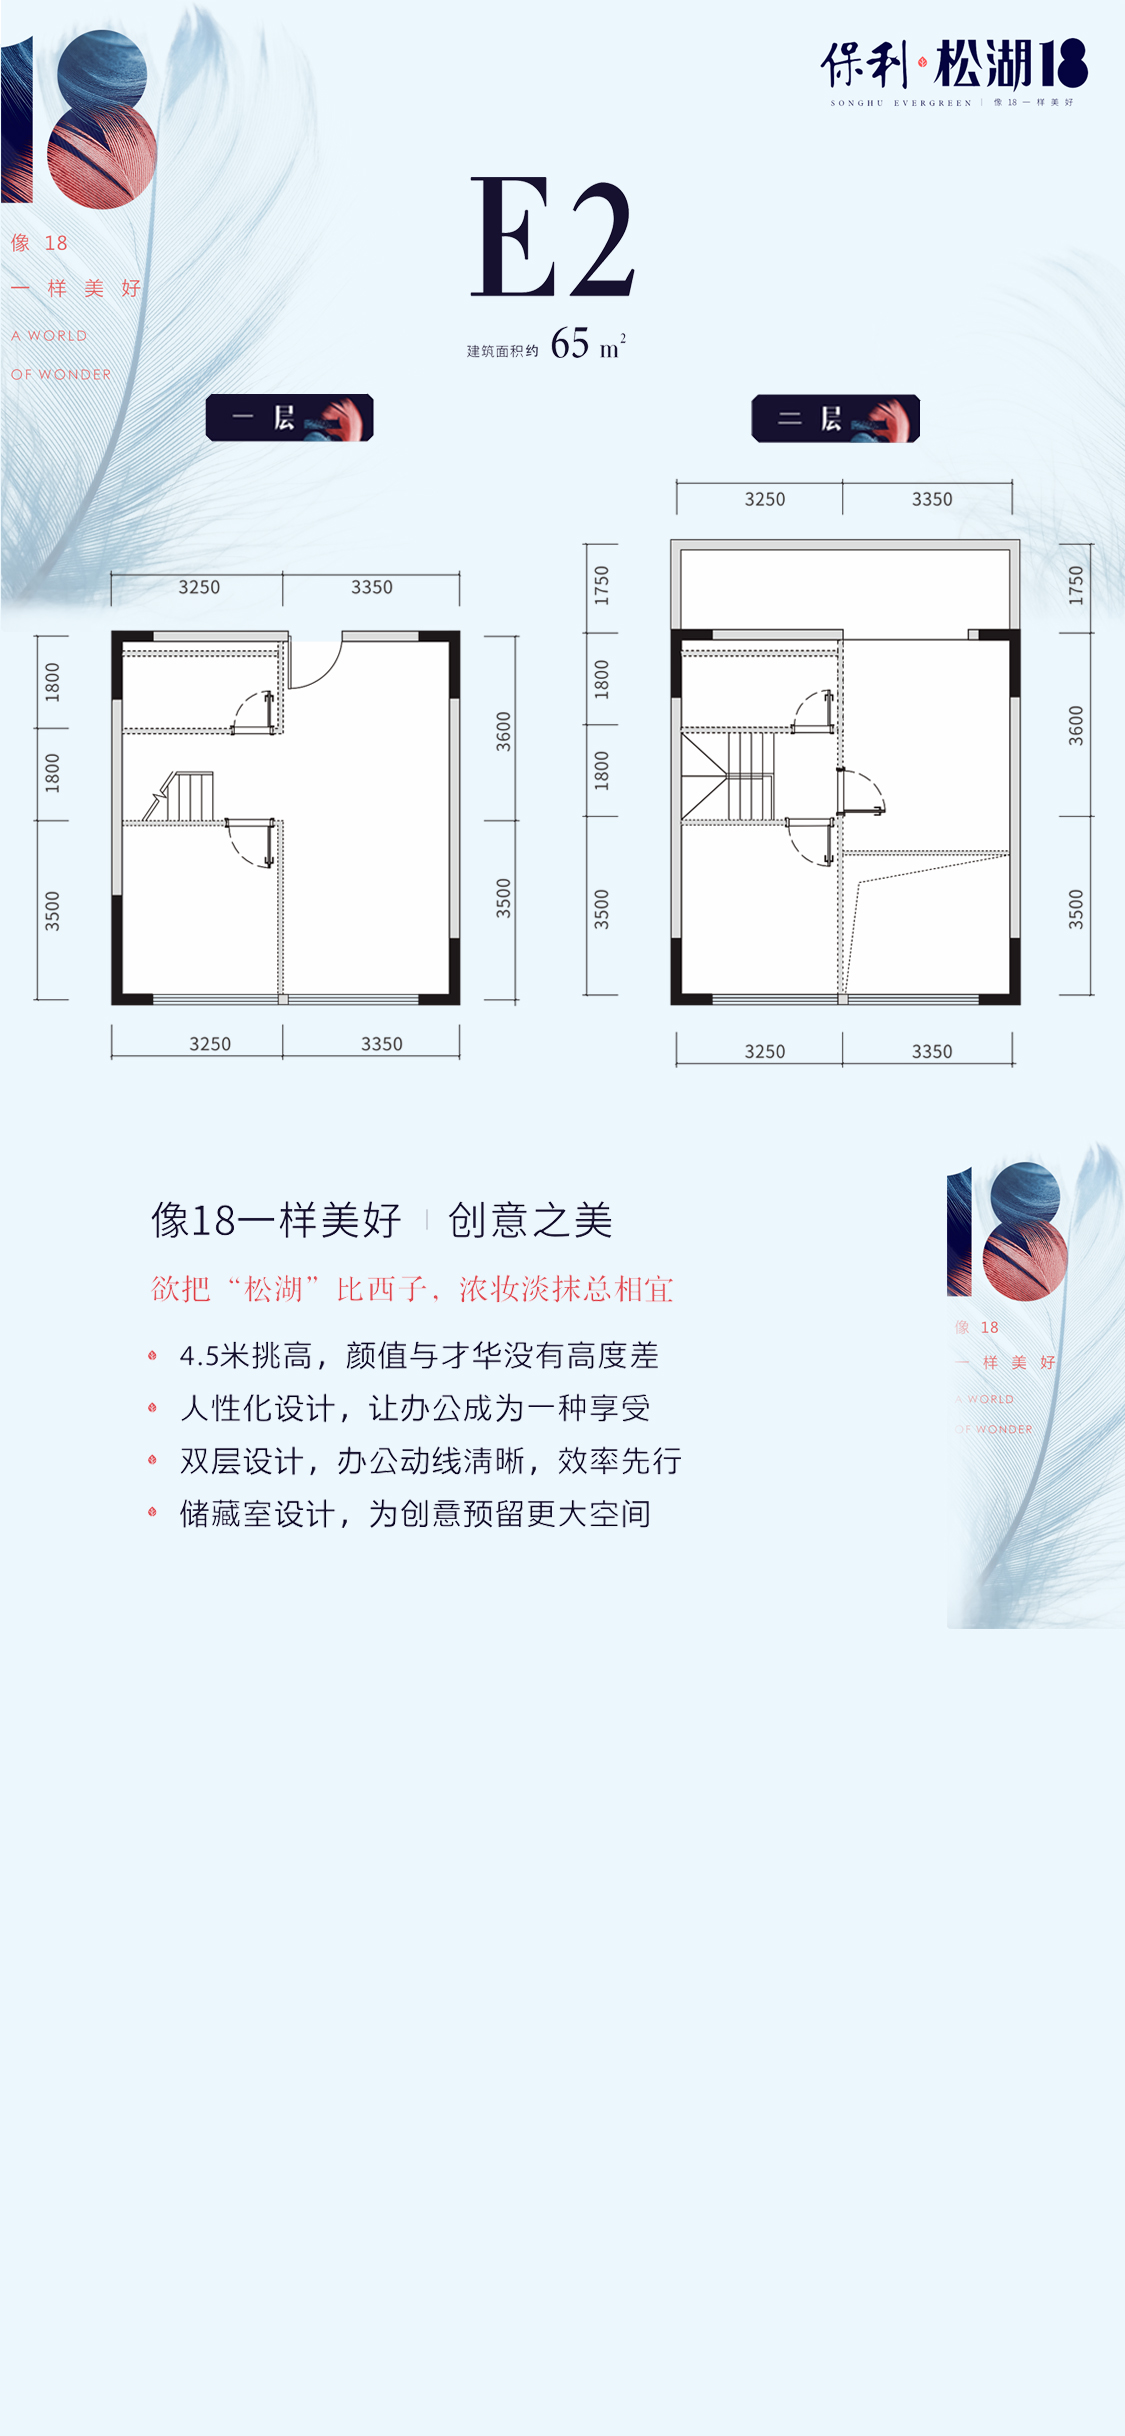 18
像 18
一样美好
A WORLD
OF WONDER
保利·松湖18
SONGHU EVERGREEN | 像18一样美好
E2
建筑面积约 65 m²
一层
二层
3250 3350
1800
1800
3500
3600
3500
3250 3350
3250 3350
1750
1800
1800
3500
1750
3600
3500
3250 3350
像18一样美好 | 创意之美
欲把“松湖”比西子，浓妆淡抹总相宜
4.5米挑高，颜值与才华没有高度差
人性化设计，让办公成为一种享受
双层设计，办公动线清晰，效率先行
储藏室设计，为创意预留更大空间
18
像 18
一样美好
A WORLD
OF WONDER